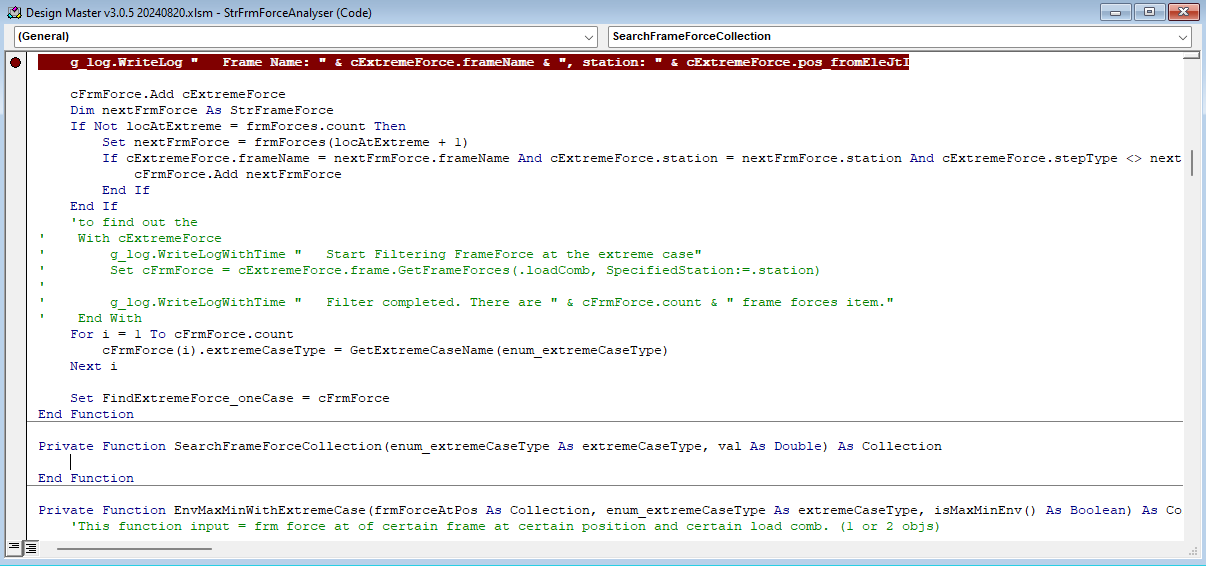 Design Master v3.0.5 20240820.xlsm - StrFrmForceAnalyser (Code)
(General)
SearchFrameForceCollection
g_log.WriteLog "   Frame Name: " & cExtremeForce.frameName & ", station: " & cExtremeForce.pos_fromEleJtI
cFrmForce.Add cExtremeForce
Dim nextFrmForce As StrFrameForce
If Not locAtExtreme = frmForces.count Then
Set nextFrmForce = frmForces(locAtExtreme + 1)
If cExtremeForce.frameName = nextFrmForce.frameName And cExtremeForce.station = nextFrmForce.station And cExtremeForce.stepType <> next
cFrmForce.Add nextFrmForce
End If
End If
'to find out the
'    With cExtremeForce
'        g_log.WriteLogWithTime "   Start Filtering FrameForce at the extreme case"
'        Set cFrmForce = cExtremeForce.frame.GetFrameForces(.loadComb, SpecifiedStation:=.station)
'
'        g_log.WriteLogWithTime "   Filter completed. There are " & cFrmForce.count & " frame forces item."
'    End With
For i = 1 To cFrmForce.count
cFrmForce(i).extremeCaseType = GetExtremeCaseName(enum_extremeCaseType)
Next i
Set FindExtremeForce_oneCase = cFrmForce
End Function
Private Function SearchFrameForceCollection(enum_extremeCaseType As extremeCaseType, val As Double) As Collection
End Function
Private Function EnvMaxMinWithExtremeCase(frmForceAtPos As Collection, enum_extremeCaseType As extremeCaseType, isMaxMinEnv() As Boolean) As Co
'This function input = frm force at of certain frame at certain position and certain load comb. (1 or 2 objs)